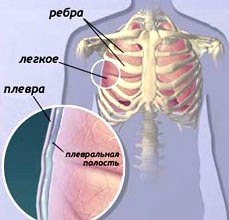 ребра
легкое
плевра
плевральная
полость